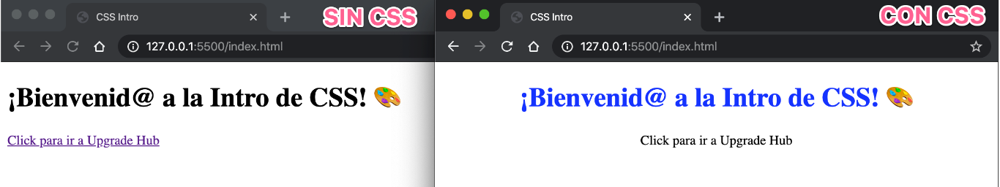 CSS Intro
SIN CSS
127.0.0.1:5500/index.html
¡Bienvenid@ a la Intro de CSS! 🎨
Click para ir a Upgrade Hub
CSS Intro
CON CSS
127.0.0.1:5500/index.html
¡Bienvenid@ a la Intro de CSS! 🎨
Click para ir a Upgrade Hub